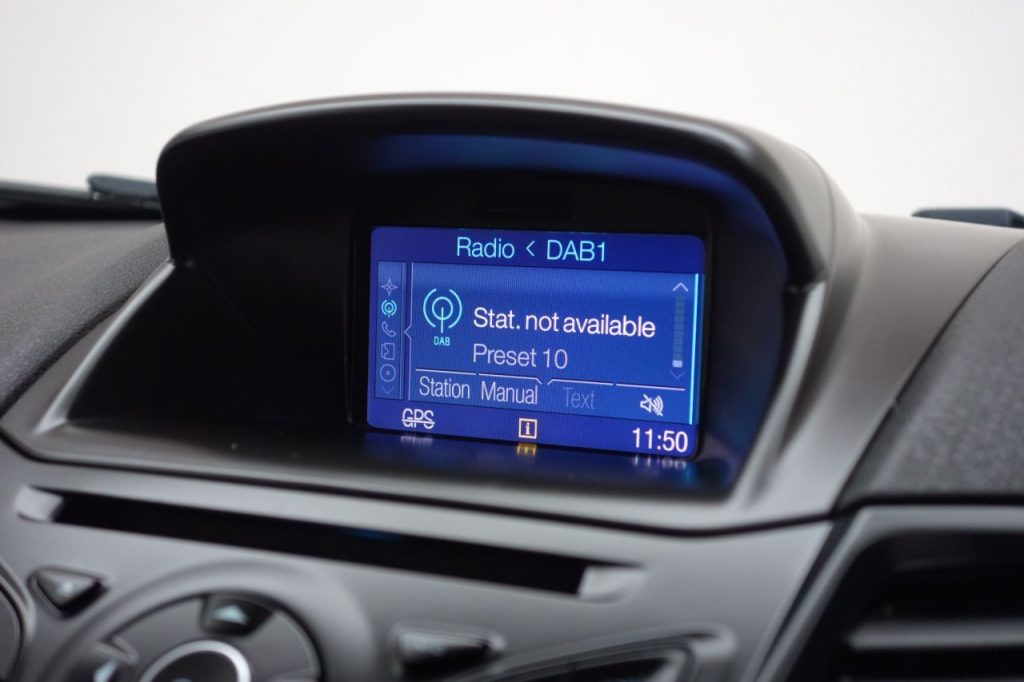 Radio < DAB1
DAB
Stat. not available
Preset 10
Station Manual Text
GPS i 11:50